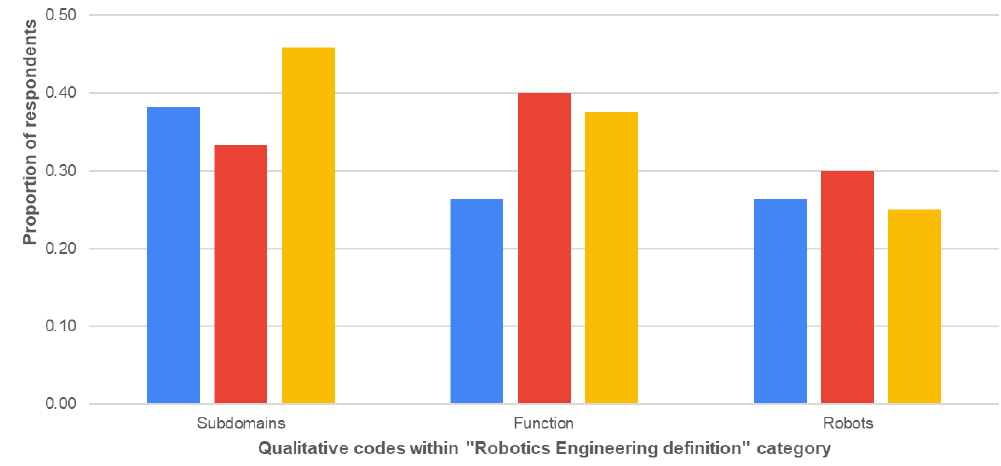 Proportion of respondents
0.50
0.40
0.30
0.20
0.10
0.00
Subdomains
Function
Robots
Qualitative codes within "Robotics Engineering definition" category